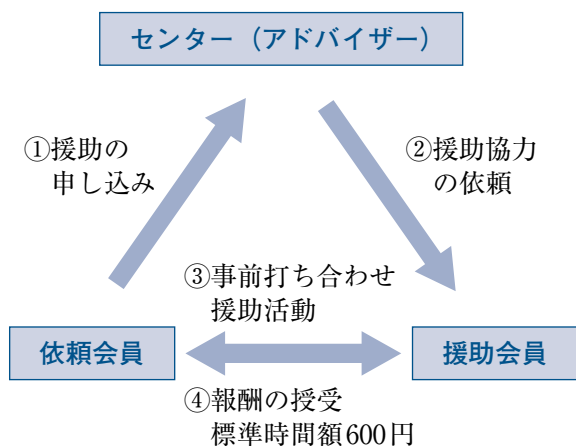 センター（アドバイザー）
①援助の
申し込み
②援助協力
の依頼
③事前打ち合わせ
援助活動
依頼会員
援助会員
④報酬の授受
標準時間額600円